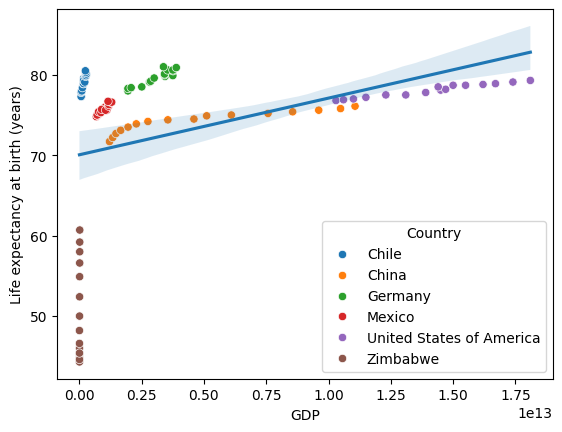 Life expectancy at birth (years)
80
70
60
50
Country
Chile
China
Germany
Mexico
United States of America
Zimbabwe
0.00 0.25 0.50 0.75 1.00 1.25 1.50 1.75
1e13
GDP